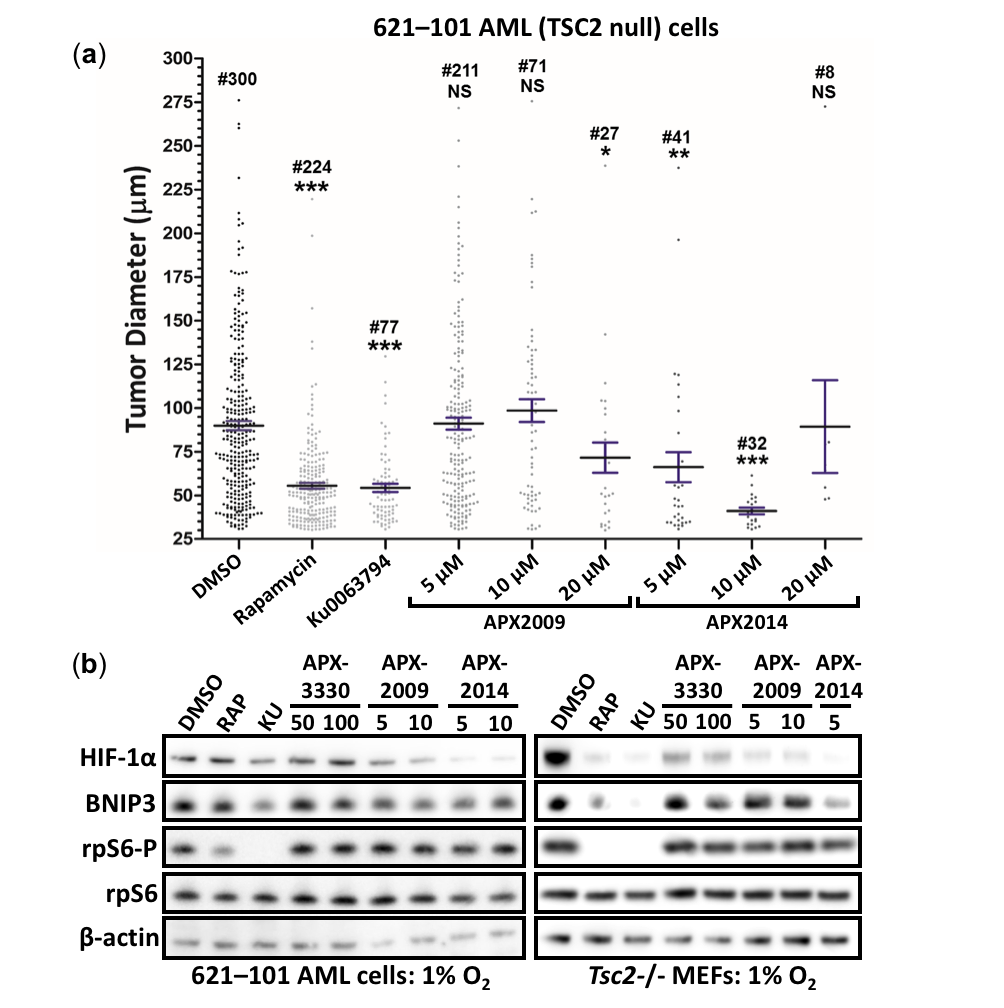 621–101 AML (TSC2 null) cells
(a)
Tumor Diameter (µm)
300
275
250
225
200
175
150
125
100
75
50
25
#300
#224
***
#77
***
#211
NS
#71
NS
#27
*
#41
**
#32
***
#8
NS
DMSO
Rapamycin
Ku0063794
5 µM
10 µM
20 µM
5 µM
10 µM
20 µM
APX2009
APX2014
(b)
DMSO RAP KU APX-3330 APX-2009 APX-2014
50 100 5 10 5 10
DMSO RAP KU APX-3330 APX-2009 APX-2014
50 100 5 10 5
HIF-1α
BNIP3
rpS6-P
rpS6
β-actin
621–101 AML cells: 1% O₂
Tsc2-/- MEFs: 1% O₂